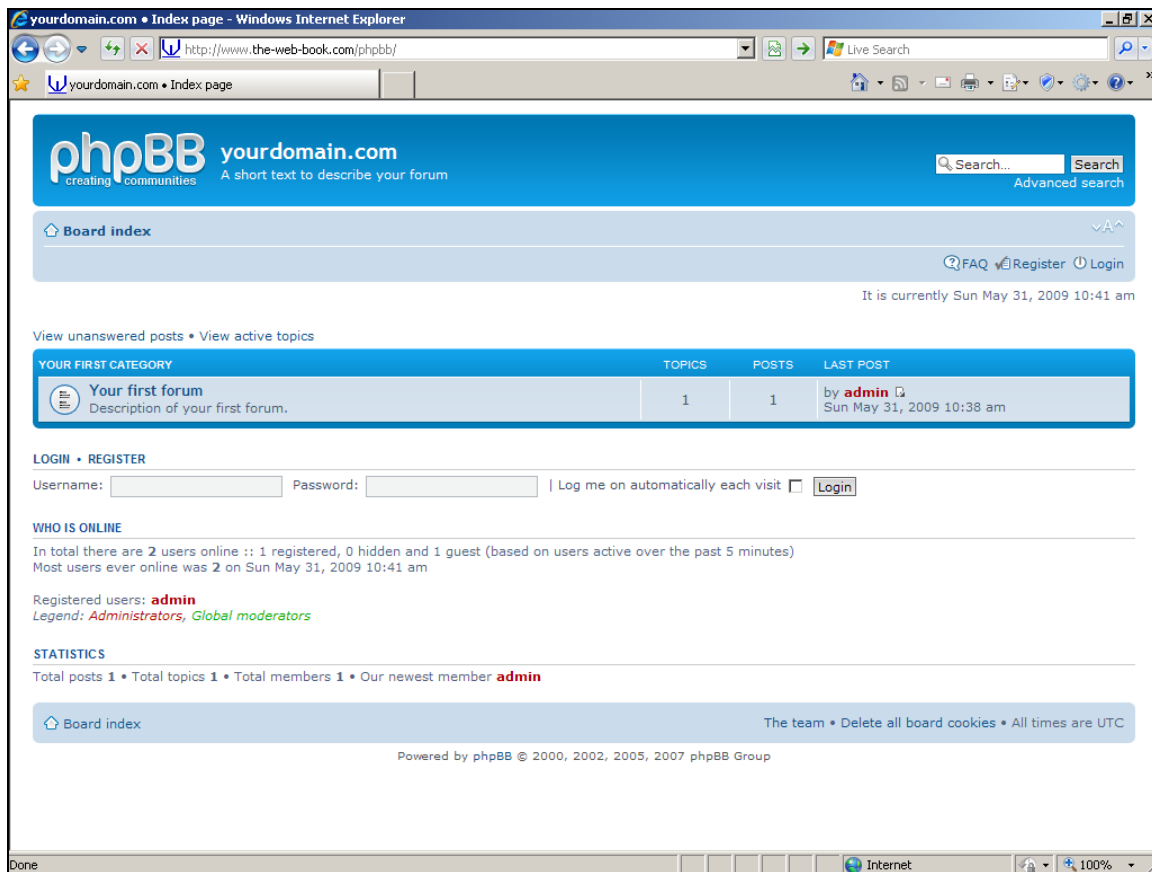 yourdomain.com • Index page - Windows Internet Explorer
http://www.the-web-book.com/phpbb/
Live Search
yourdomain.com • Index page
phpBB
creating communities
yourdomain.com
A short text to describe your forum
Search... Search
Advanced search
Board index
A
FAQ Register Login
It is currently Sun May 31, 2009 10:41 am
View unanswered posts • View active topics
YOUR FIRST CATEGORY TOPICS POSTS LAST POST
Your first forum
Description of your first forum.
1 1
by admin
Sun May 31, 2009 10:38 am
LOGIN • REGISTER
Username: Password: | Log me on automatically each visit Login
WHO IS ONLINE
In total there are 2 users online :: 1 registered, 0 hidden and 1 guest (based on users active over the past 5 minutes)
Most users ever online was 2 on Sun May 31, 2009 10:41 am
Registered users: admin
Legend: Administrators, Global moderators
STATISTICS
Total posts 1 • Total topics 1 • Total members 1 • Our newest member admin
Board index
The team • Delete all board cookies • All times are UTC
Powered by phpBB © 2000, 2002, 2005, 2007 phpBB Group
Done
Internet
100%